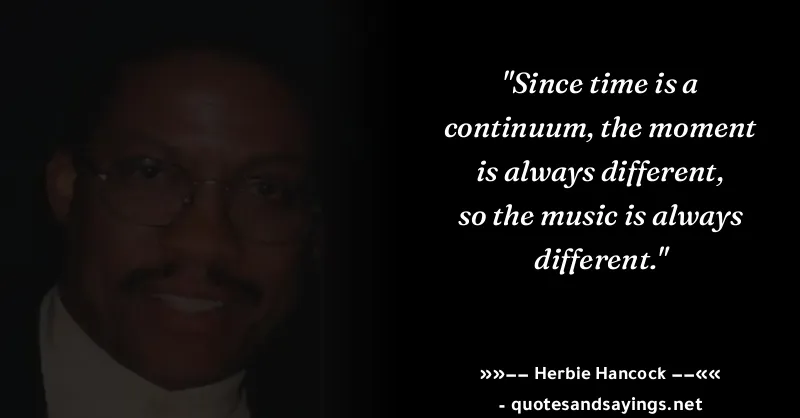 "Since time is a
continuum, the moment
is always different,
so the music is always
different."
»»—— Herbie Hancock ——««
- quotesandsayings.net